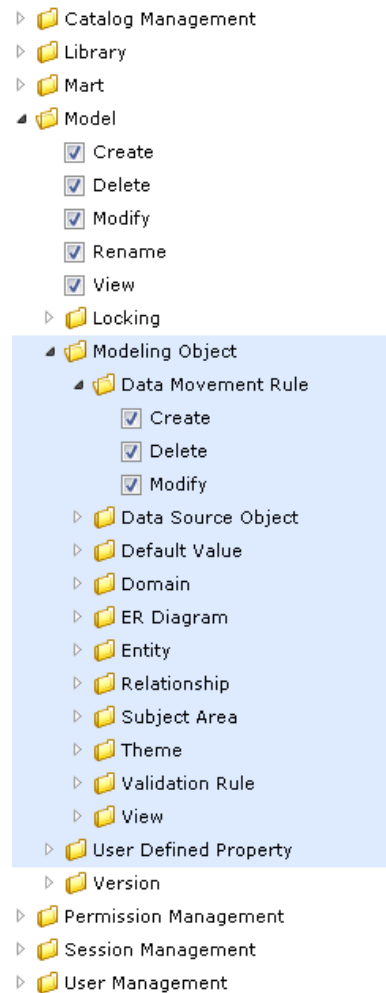 Catalog Management
Library
Mart
Model
Create
Delete
Modify
Rename
View
Locking
Modeling Object
Data Movement Rule
Create
Delete
Modify
Data Source Object
Default Value
Domain
ER Diagram
Entity
Relationship
Subject Area
Theme
Validation Rule
View
User Defined Property
Version
Permission Management
Session Management
User Management